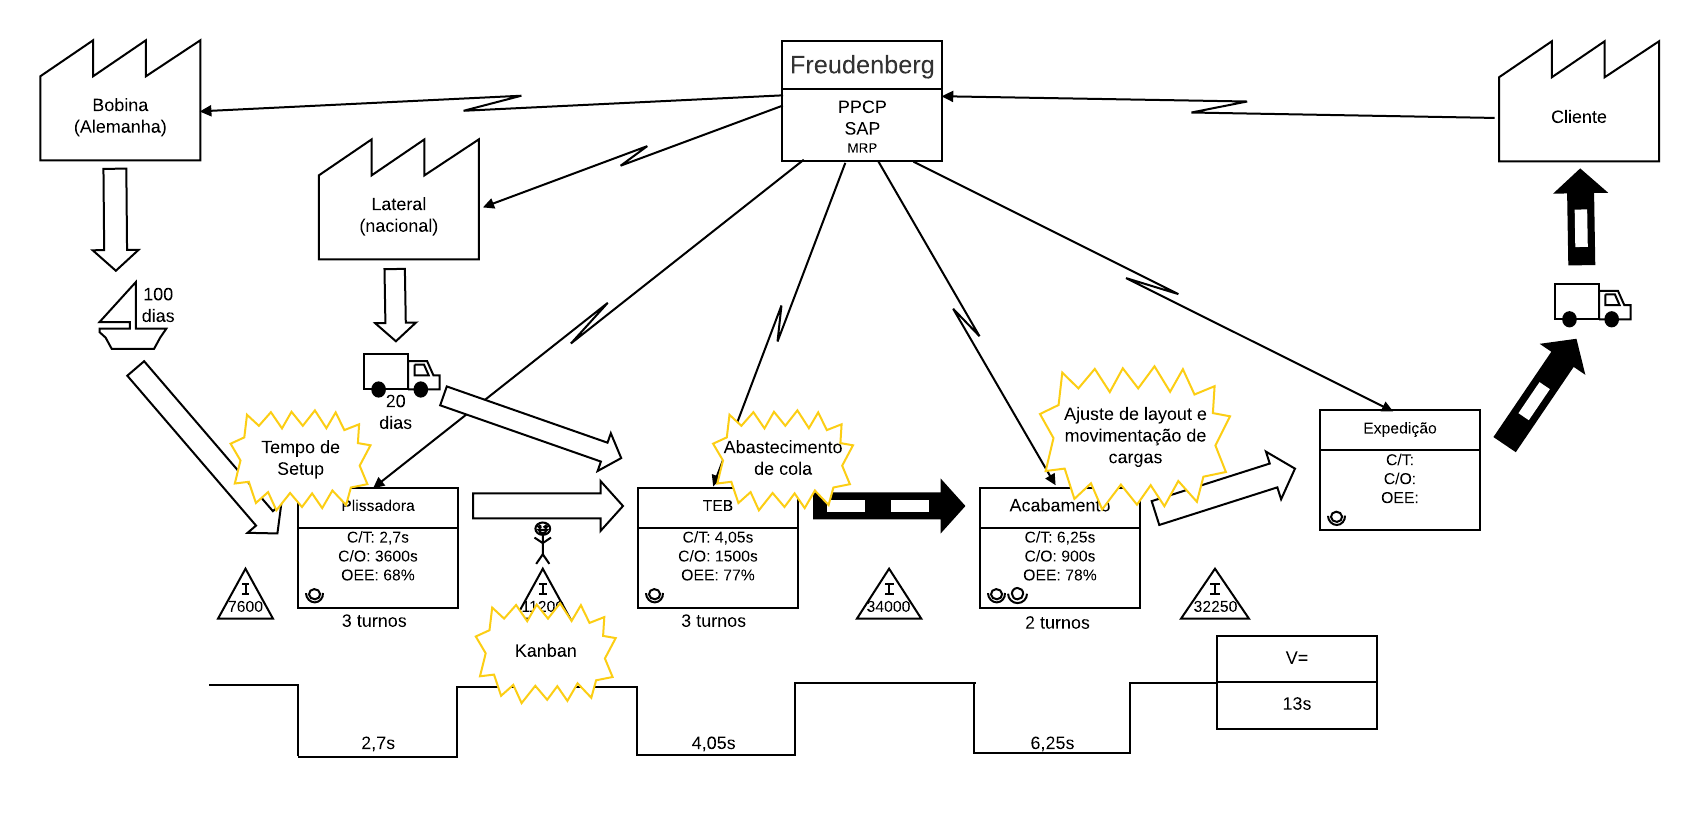 Freudenberg
PPCP
SAP
MRP
Bobina
(Alemanha)
Cliente
Lateral
(nacional)
100
dias
20
dias
Tempo de
Setup
Abastecimento
de cola
Ajuste de layout e
movimentação de
cargas
Expedição
C/T:
C/O:
OEE:
Plissadora
C/T: 2,7s
C/O: 3600s
OEE: 68%
3 turnos
TEB
C/T: 4,05s
C/O: 1500s
OEE: 77%
3 turnos
Acabamento
C/T: 6,25s
C/O: 900s
OEE: 78%
2 turnos
I
7600
I
11200
I
34000
I
32250
Kanban
V=
13s
2,7s
4,05s
6,25s